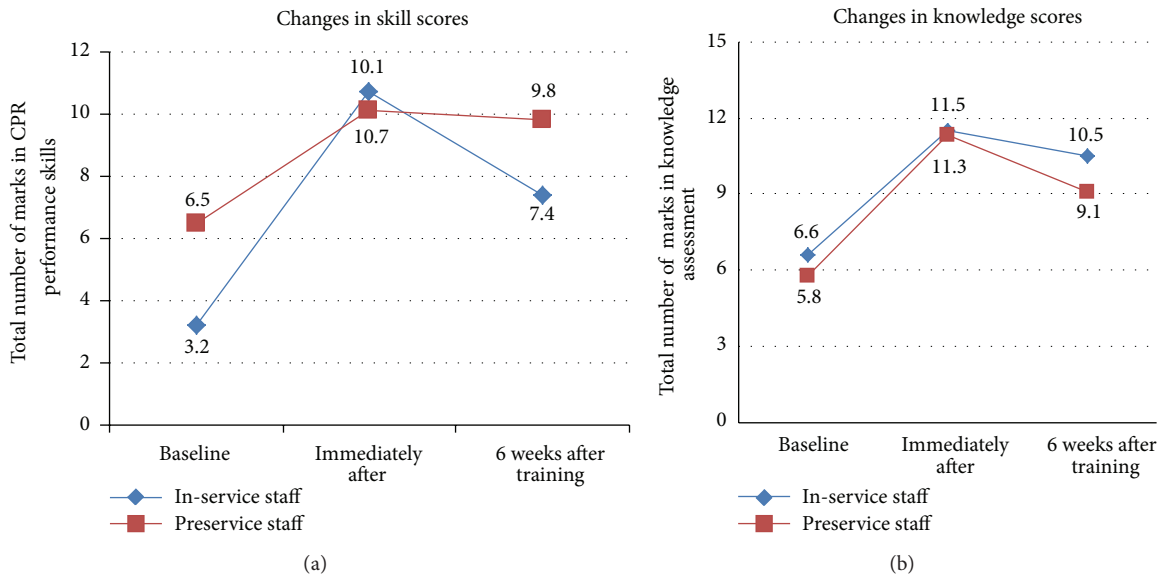 Changes in skill scores
Total number of marks in CPR
performance skills
12
10
8
6
4
2
0
6.5
3.2
10.1
10.7
9.8
7.4
Baseline
Immediately
after
6 weeks after
training
In-service staff
Preservice staff
(a)
Changes in knowledge scores
Total number of marks in knowledge
assessment
15
12
9
6
3
0
6.6
5.8
11.5
11.3
10.5
9.1
Baseline
Immediately
after
6 weeks after
training
In-service staff
Preservice staff
(b)